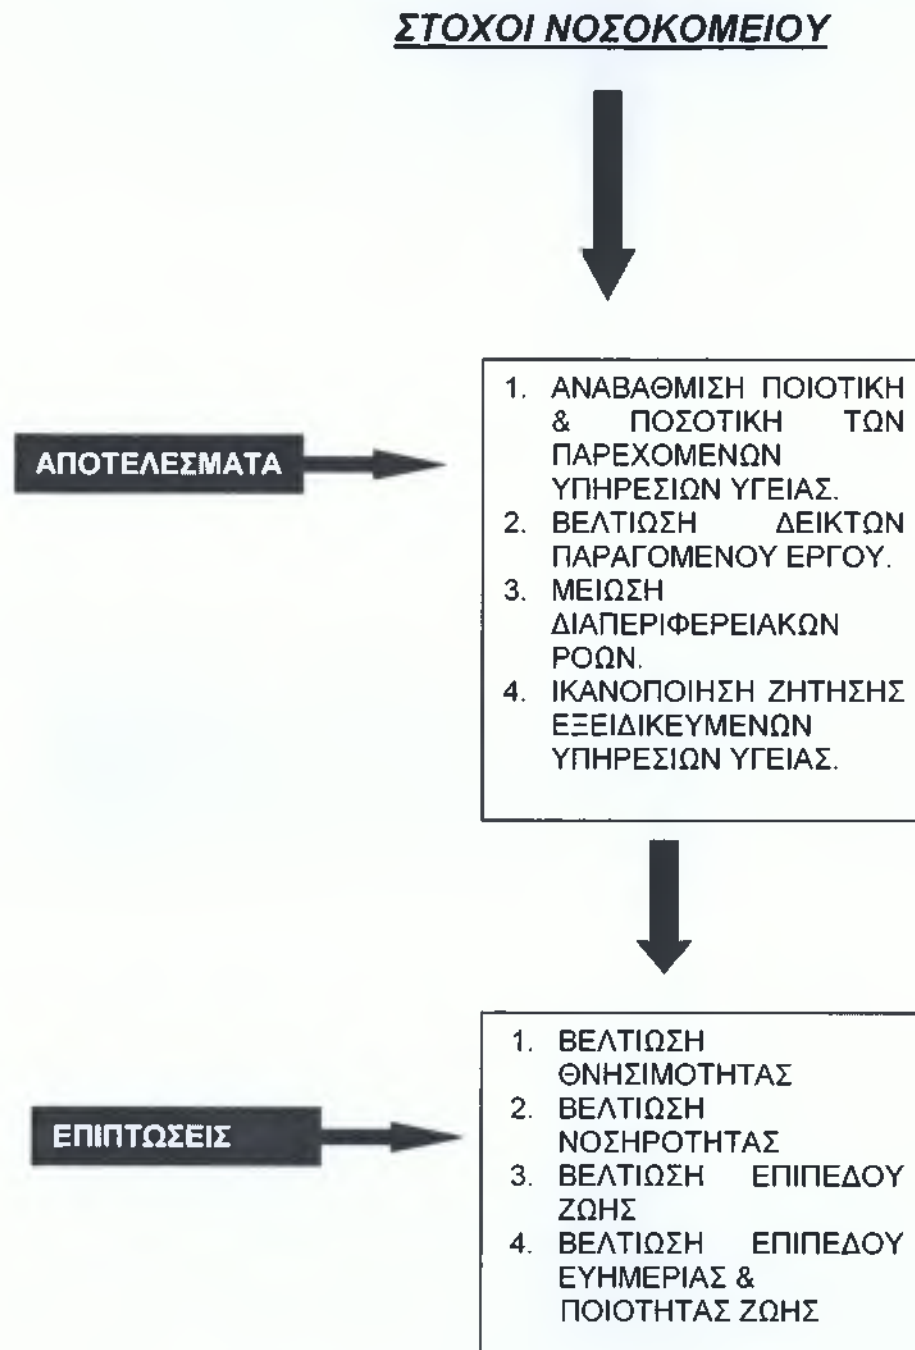 ΣΤΟΧΟΙ ΝΟΣΟΚΟΜΕΙΟΥ
ΑΠΟΤΕΛΕΣΜΑΤΑ
1. ΑΝΑΒΑΘΜΙΣΗ ΠΟΙΟΤΙΚΗ
& ΠΟΣΟΤΙΚΗ ΤΩΝ
ΠΑΡΕΧΟΜΕΝΩΝ
ΥΠΗΡΕΣΙΩΝ ΥΓΕΙΑΣ.
2. ΒΕΛΤΙΩΣΗ ΔΕΙΚΤΩΝ
ΠΑΡΑΓΟΜΕΝΟΥ ΕΡΓΟΥ.
3. ΜΕΙΩΣΗ
ΔΙΑΠΕΡΙΦΕΡΕΙΑΚΩΝ
ΡΟΩΝ.
4. ΙΚΑΝΟΠΟΙΗΣΗ ΖΗΤΗΣΗΣ
ΕΞΕΙΔΙΚΕΥΜΕΝΩΝ
ΥΠΗΡΕΣΙΩΝ ΥΓΕΙΑΣ.
ΕΠΙΠΤΩΣΕΙΣ
1. ΒΕΛΤΙΩΣΗ
ΘΝΗΣΙΜΟΤΗΤΑΣ
2. ΒΕΛΤΙΩΣΗ
ΝΟΣΗΡΟΤΗΤΑΣ
3. ΒΕΛΤΙΩΣΗ ΕΠΙΠΕΔΟΥ
ΖΩΗΣ
4. ΒΕΛΤΙΩΣΗ ΕΠΙΠΕΔΟΥ
ΕΥΗΜΕΡΙΑΣ &
ΠΟΙΟΤΗΤΑΣ ΖΩΗΣ